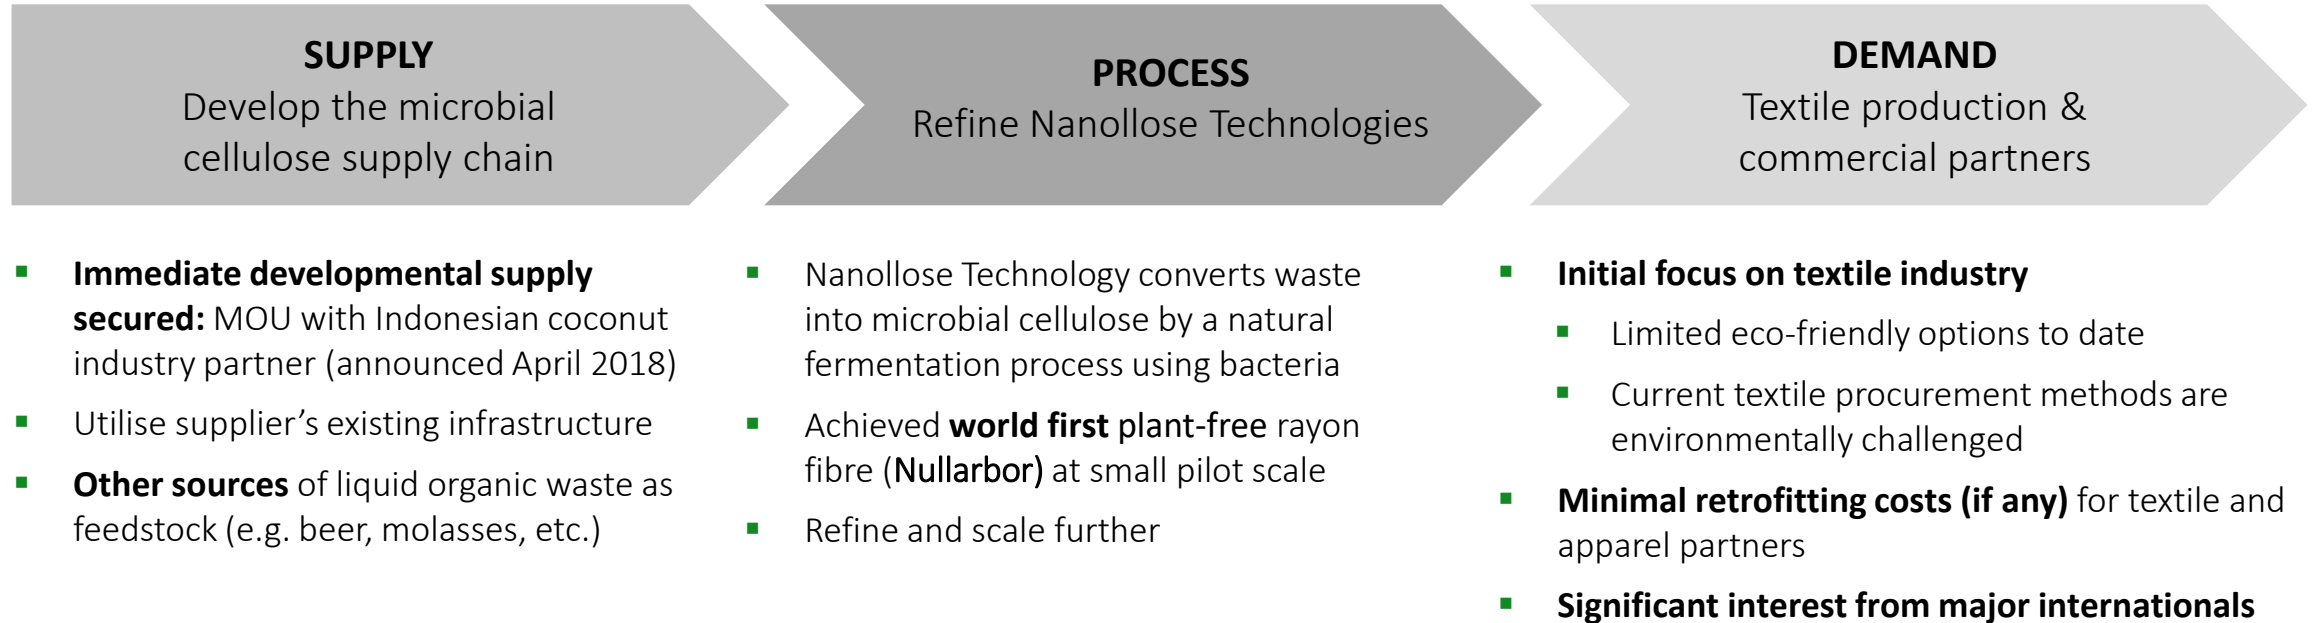 SUPPLY
Develop the microbial
cellulose supply chain
PROCESS
Refine Nanollose Technologies
DEMAND
Textile production &
commercial partners
▪ Immediate developmental supply
secured: MOU with Indonesian coconut
industry partner (announced April 2018)
▪ Utilise supplier’s existing infrastructure
▪ Other sources of liquid organic waste as
feedstock (e.g. beer, molasses, etc.)
▪ Nanollose Technology converts waste
into microbial cellulose by a natural
fermentation process using bacteria
▪ Achieved world first plant-free rayon
fibre (Nullarbor) at small pilot scale
▪ Refine and scale further
▪ Initial focus on textile industry
▪ Limited eco-friendly options to date
▪ Current textile procurement methods are
environmentally challenged
▪ Minimal retrofitting costs (if any) for textile and
apparel partners
▪ Significant interest from major internationals